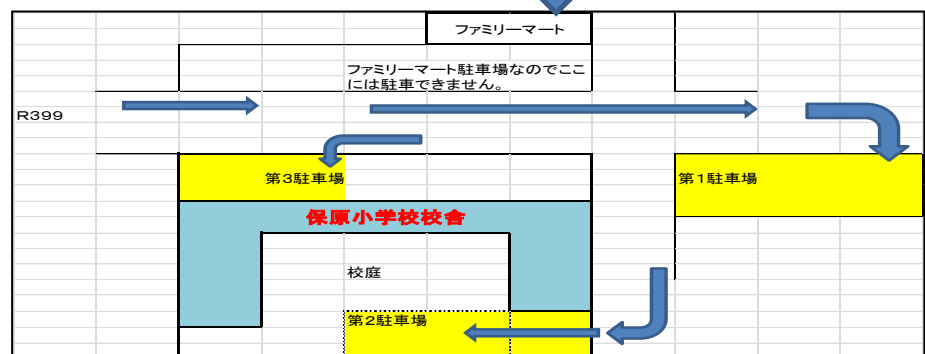 ファミリーマート
ファミリーマート駐車場なのでここ
には駐車できません。
R399
第3駐車場
第1駐車場
保原小学校校舎
校庭
第2駐車場